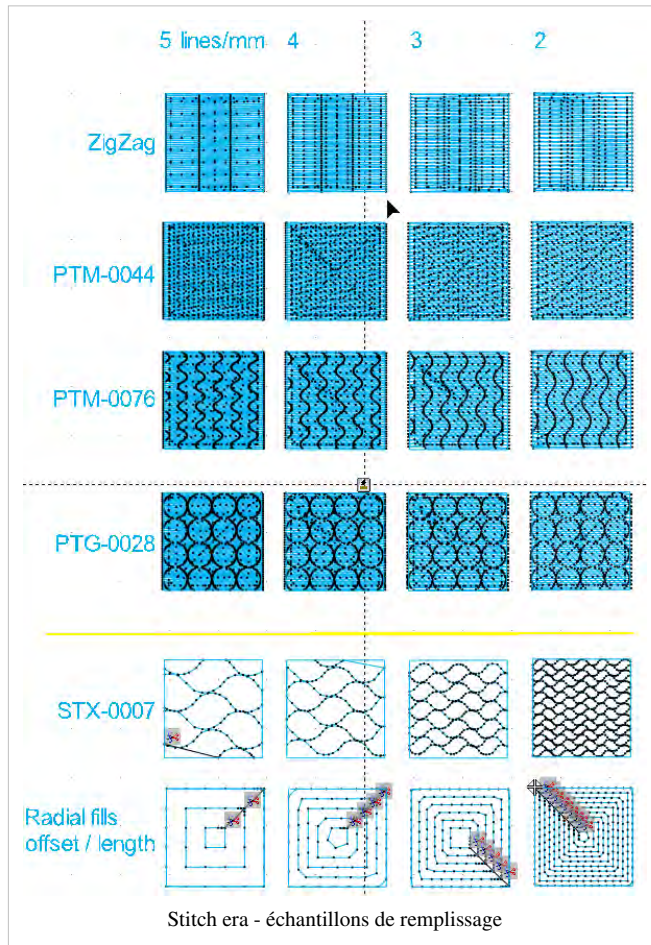 5 lines/mm 4 3 2
ZigZag
PTM-0044
PTM-0076
PTG-0028
STX-0007
Radial fills
offset / length
Stitch era - échantillons de remplissage